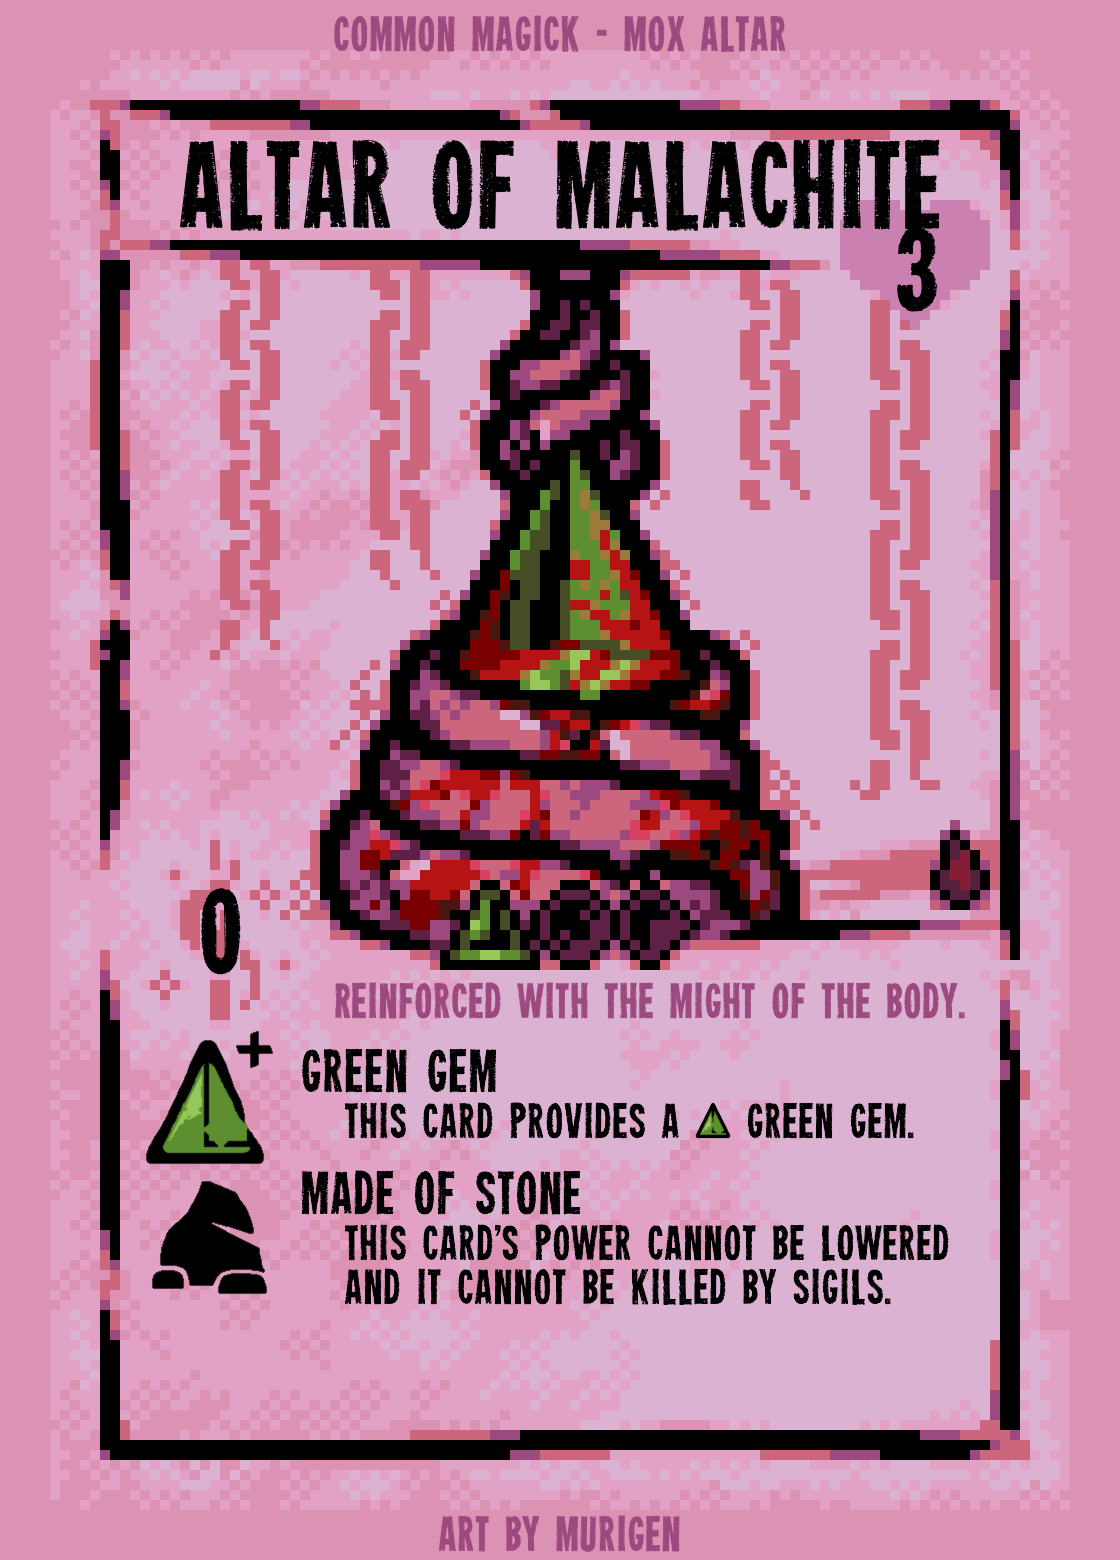 COMMON MAGICK - MOX ALTAR
ALTAR OF MALACHITE
3
0
REINFORCED WITH THE MIGHT OF THE BODY.
GREEN GEM
THIS CARD PROVIDES A GREEN GEM.
MADE OF STONE
THIS CARD'S POWER CANNOT BE LOWERED
AND IT CANNOT BE KILLED BY SIGILS.
ART BY MURIGEN